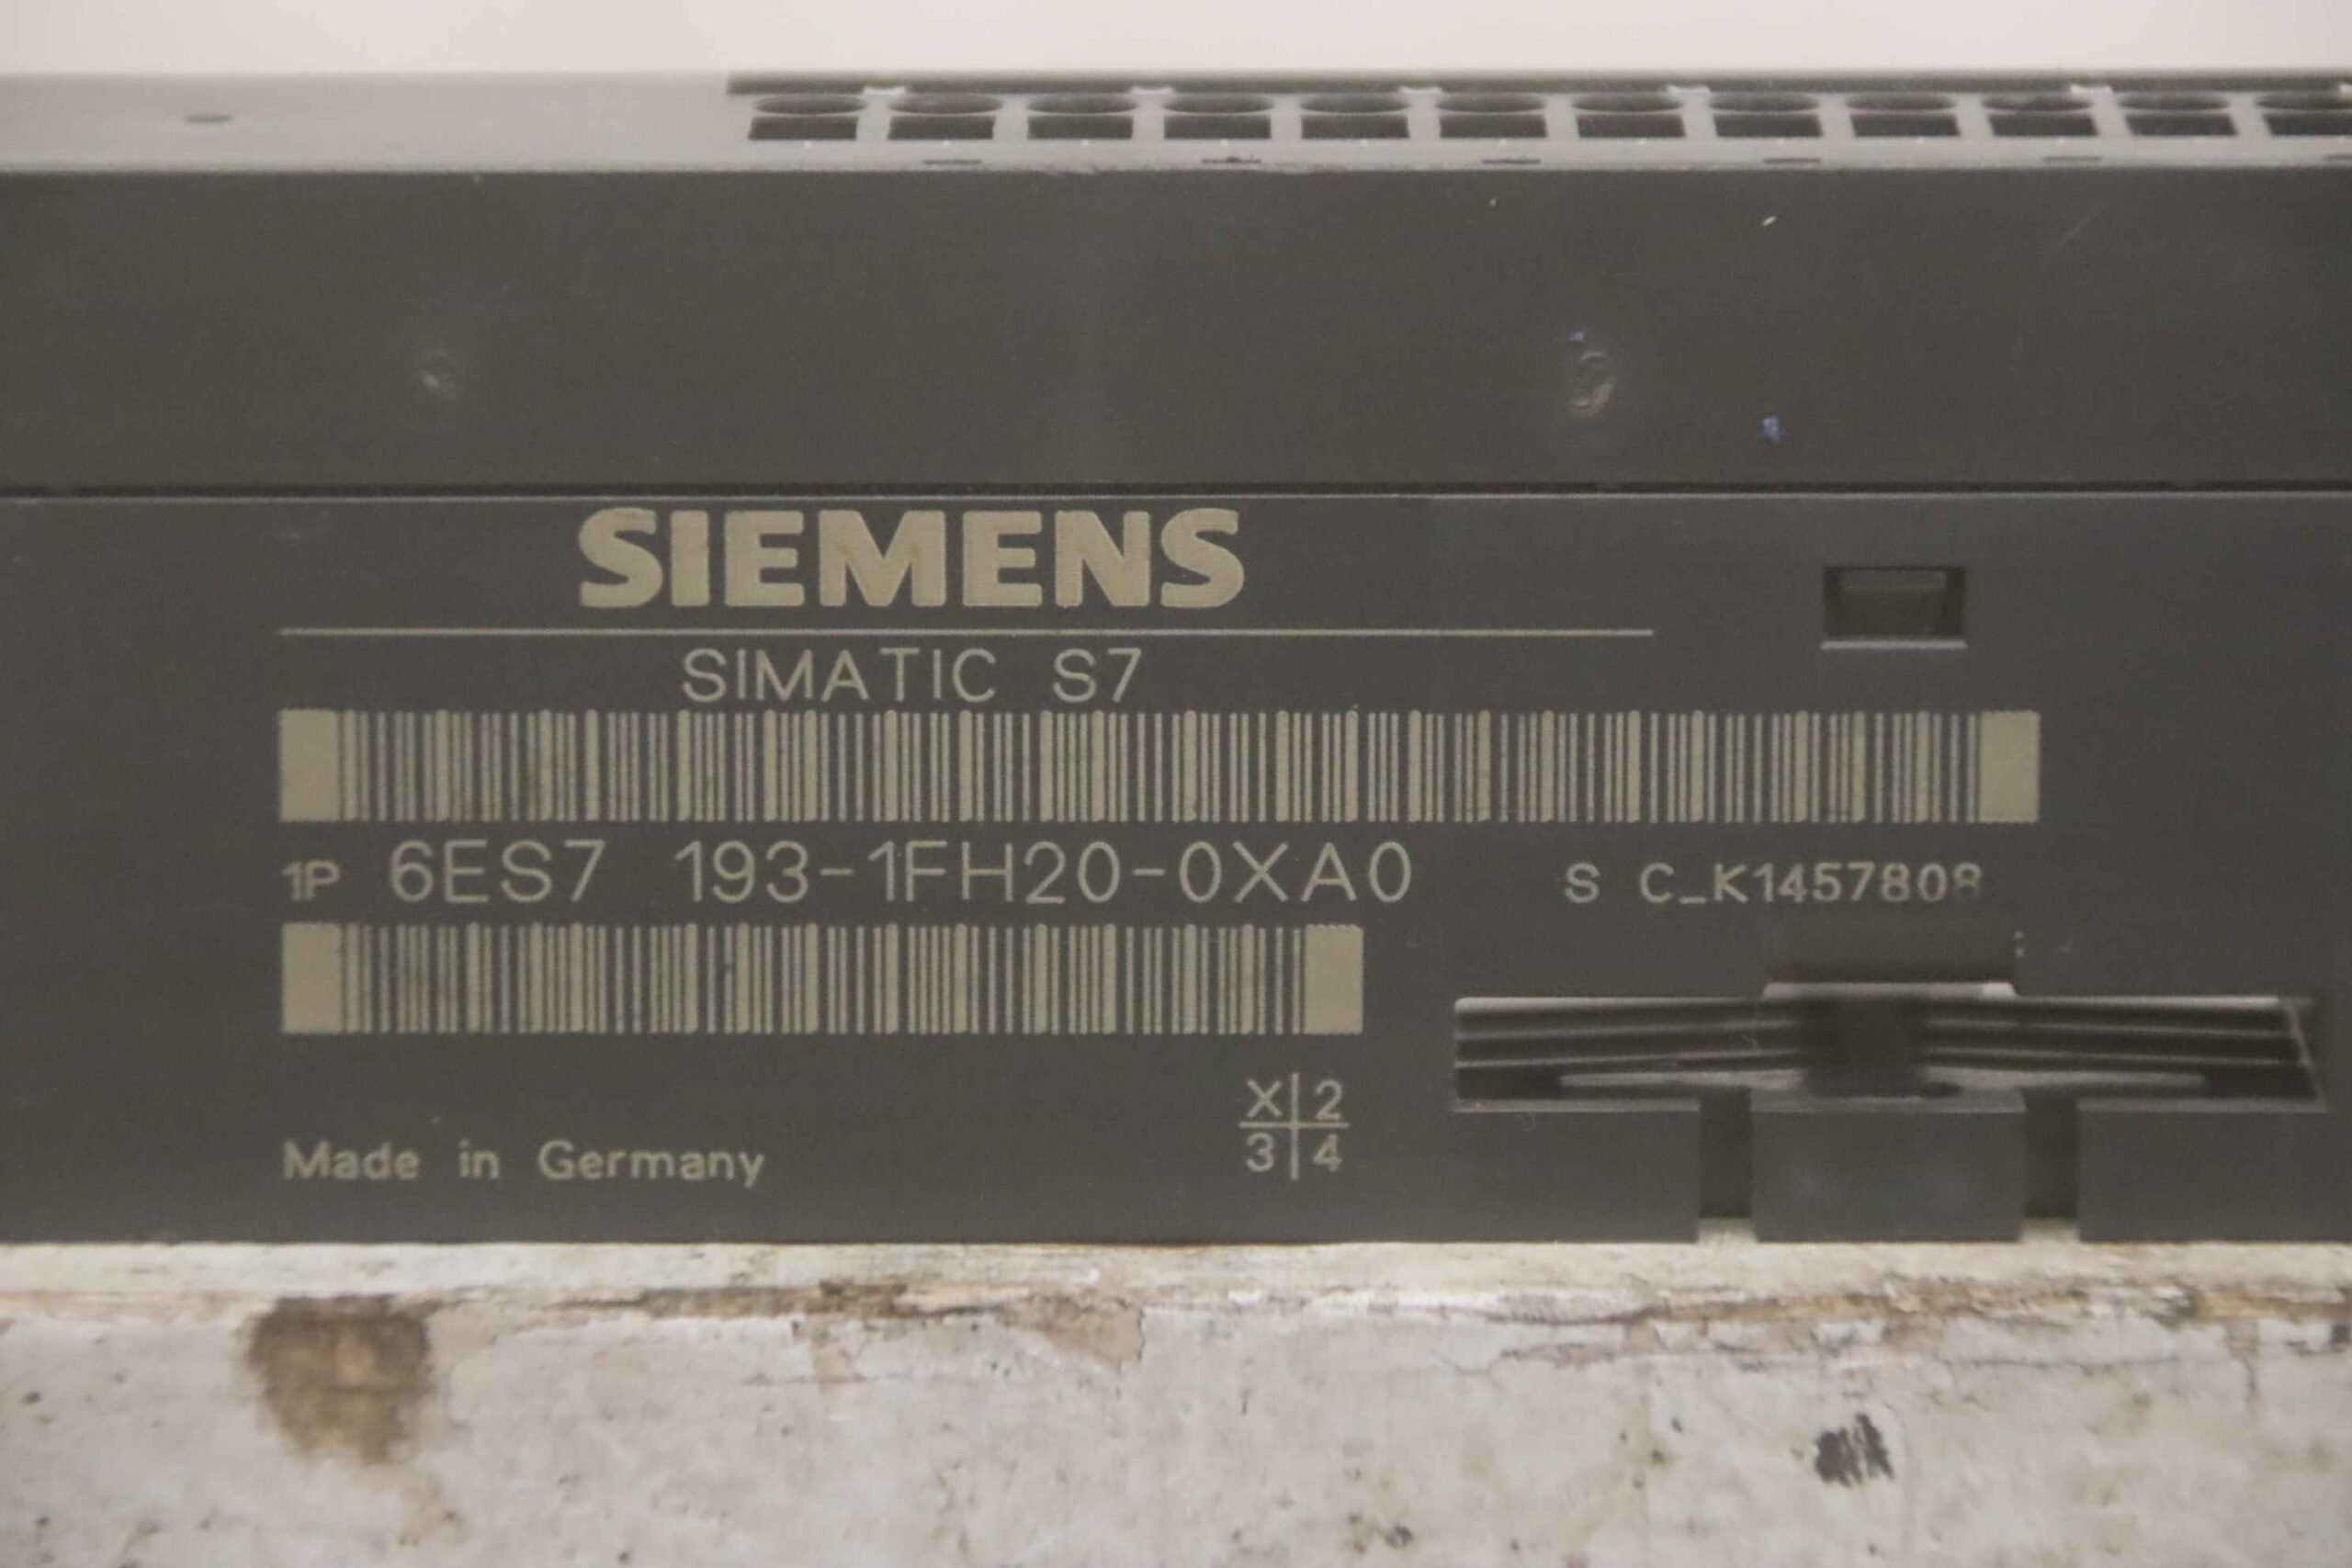 SIEMENS
SIMATIC S7
1P 6ES7 193-1FH20-0XA0 S C_K1457808
X 2
3 4
Made in Germany